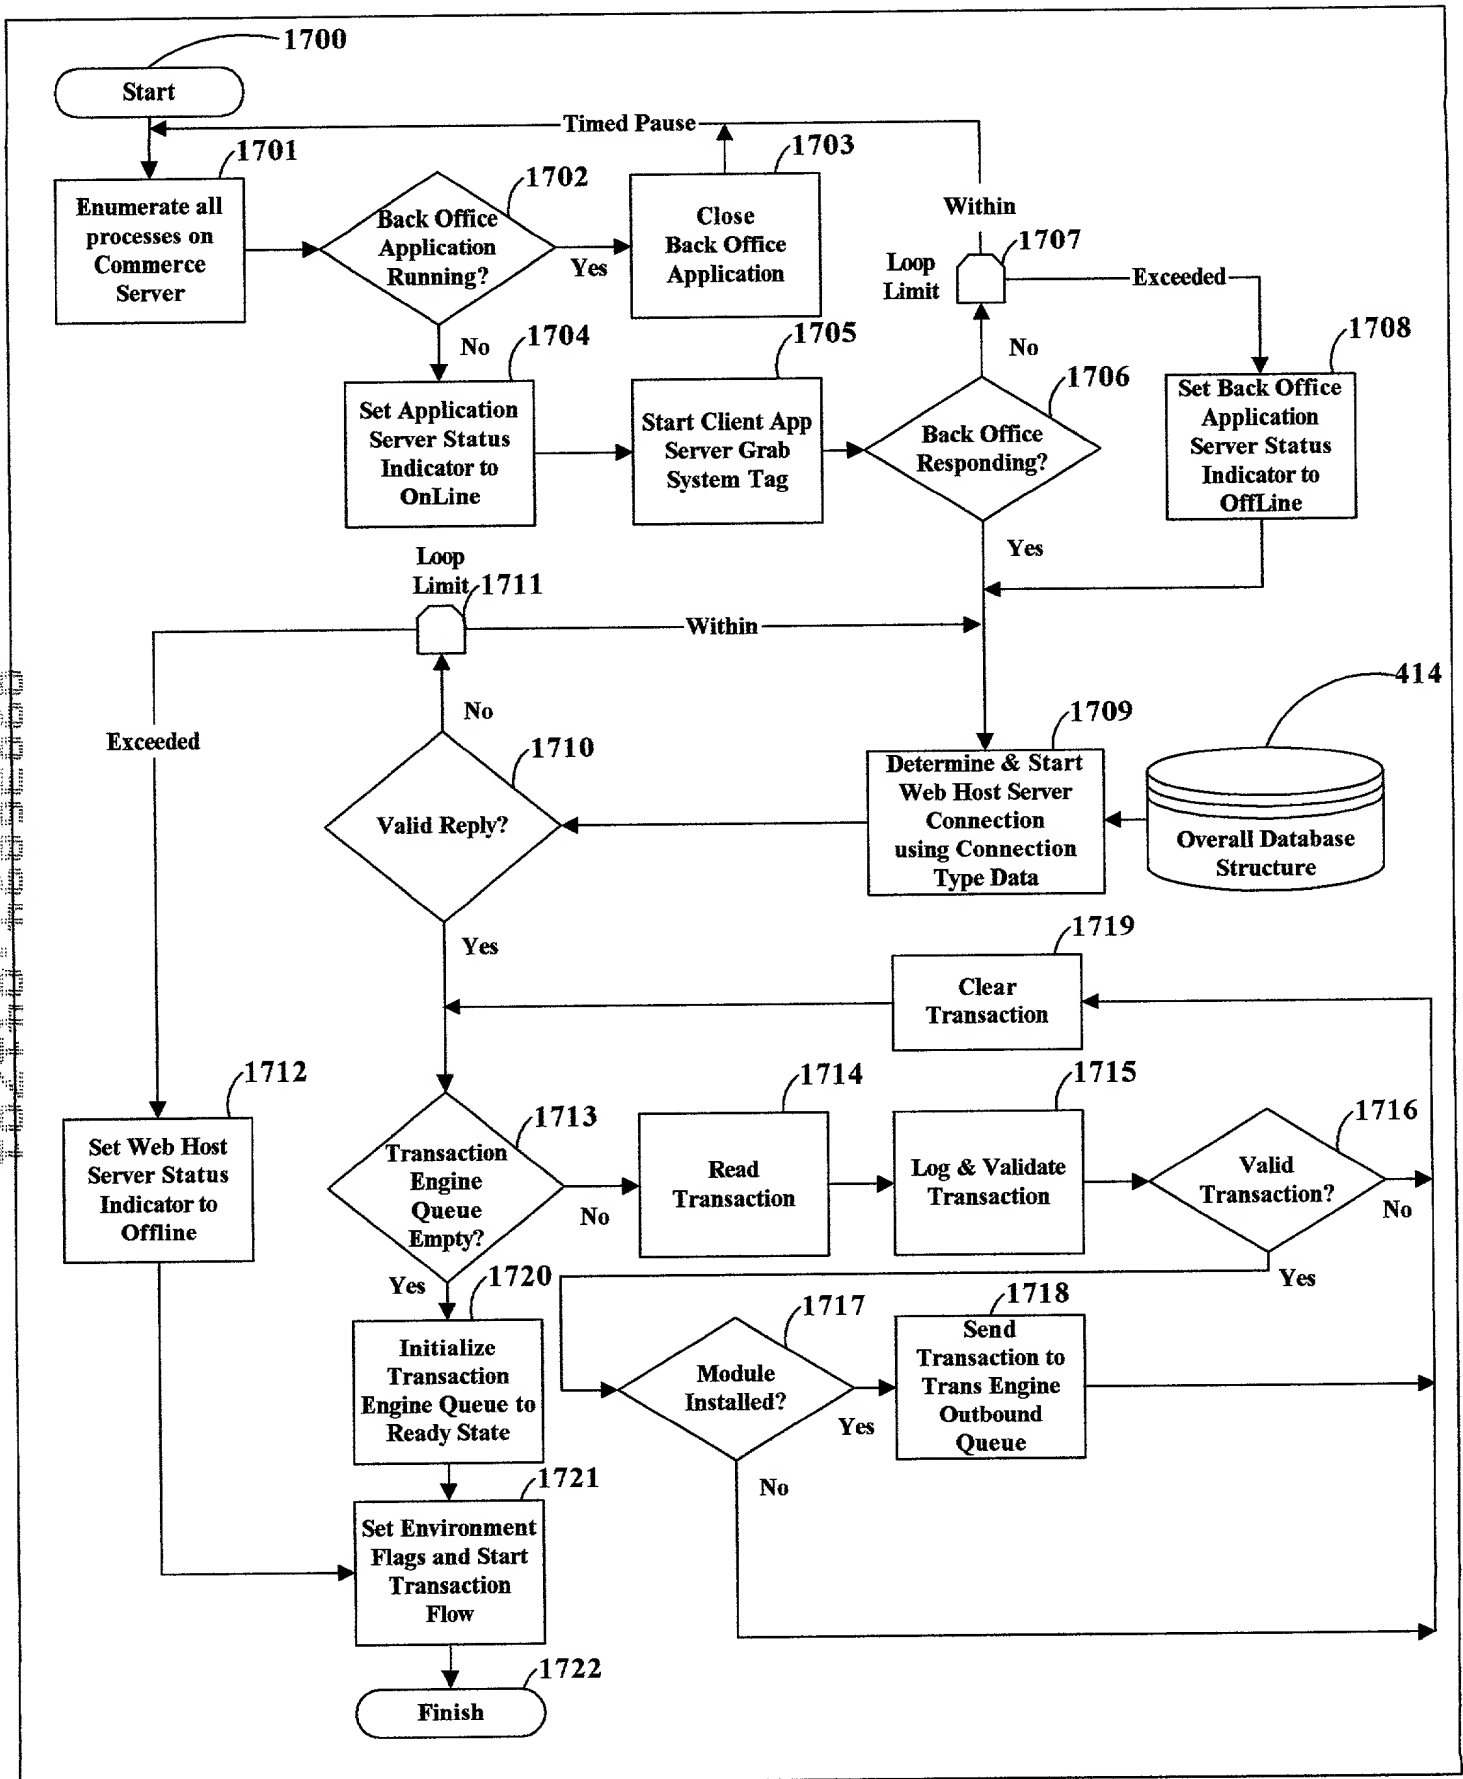 1700
Start
Timed Pause
1701
1702
1703
Enumerate all
processes on
Commerce
Server
Back Office
Application
Running?
Yes
Close
Back Office
Application
Within
1707
Loop
Limit
Exceeded
No
1704
1705
No
1706
1708
Set Application
Server Status
Indicator to
OnLine
Start Client App
Server Grab
System Tag
Back Office
Responding?
Set Back Office
Application
Server Status
Indicator to
OffLine
Yes
Loop
Limit
1711
Within
414
No
Exceeded
1710
1709
Valid Reply?
Determine & Start
Web Host Server
Connection
using Connection
Type Data
Overall Database
Structure
Yes
1719
Clear
Transaction
1712
1713
1714
1715
1716
Set Web Host
Server Status
Indicator to
Offline
Transaction
Engine
Queue
Empty?
No
Read
Transaction
Log & Validate
Transaction
Valid
Transaction?
No
Yes
1720
Yes
1717
1718
Initialize
Transaction
Engine Queue to
Ready State
Module
Installed?
Yes
Send
Transaction to
Trans Engine
Outbound
Queue
No
1721
Set Environment
Flags and Start
Transaction
Flow
1722
Finish